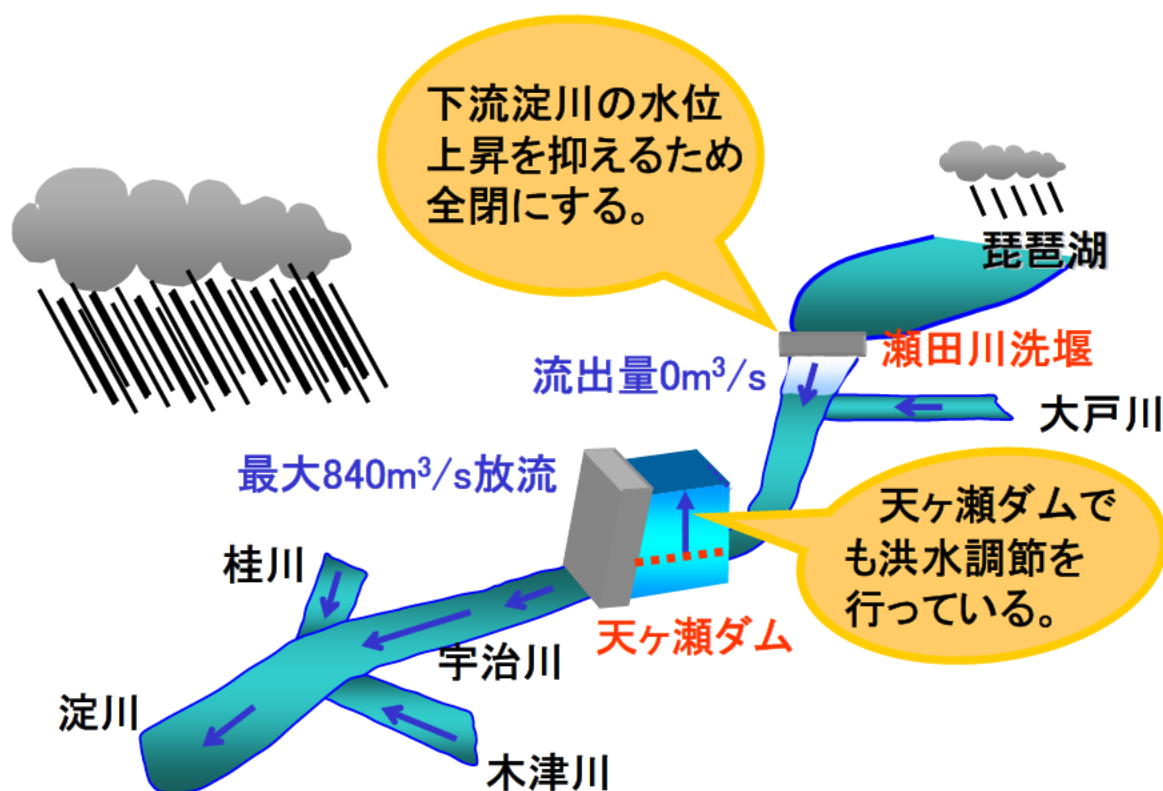 下流淀川の水位
上昇を抑えるため
全閉にする。
琵琶湖
瀬田川洗堰
流出量0m³/s
大戸川
最大840m³/s放流
天ヶ瀬ダムで
も洪水調節を
行っている。
桂川
天ヶ瀬ダム
宇治川
淀川
木津川